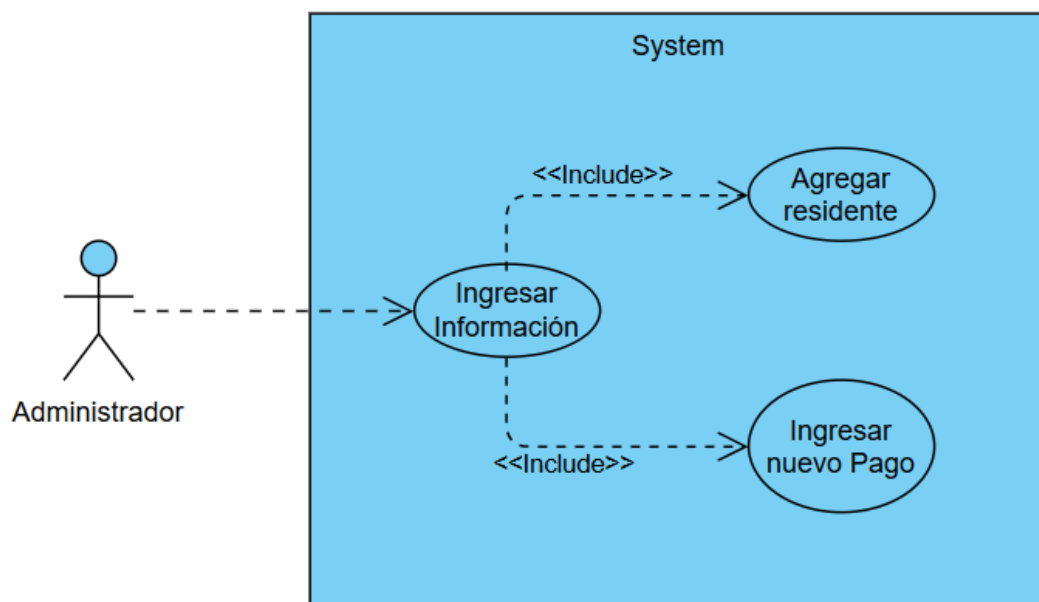 System
<<Include>>
Agregar
residente
Ingresar
Información
Administrador
Ingresar
nuevo Pago
<<Include>>